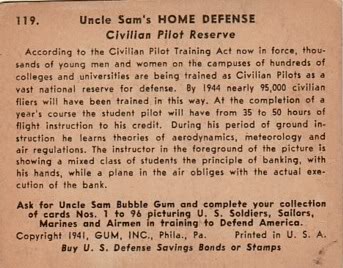 119. Uncle Sam's HOME DEFENSE
Civilian Pilot Reserve
According to the Civilian Pilot Training Act now in force, thou-
sands of young men and women on the campuses of hundreds of
colleges and universities are being trained as Civilian Pilots as a
vast national reserve for defense. By 1944 nearly 95,000 civilian
fliers will have been trained in this way. At the completion of a
year's course the student pilot will have from 35 to 50 hours of
flight instruction to his credit. During his period of ground in-
struction he learns theories of aerodynamics, meteorology and
air regulations. The instructor in the foreground of the picture is
showing a mixed class of students the principle of banking, with
his hands, while a plane in the air obliges with the actual exe-
cution of the bank.
Ask for Uncle Sam Bubble Gum and complete your collection
of cards Nos. 1 to 96 picturing U. S. Soldiers, Sailors,
Marines and Airmen in training to Defend America.
Copyright 1941, GUM, INC., Phila., Pa. Printed in U. S. A.
Buy U. S. Defense Savings Bonds or Stamps